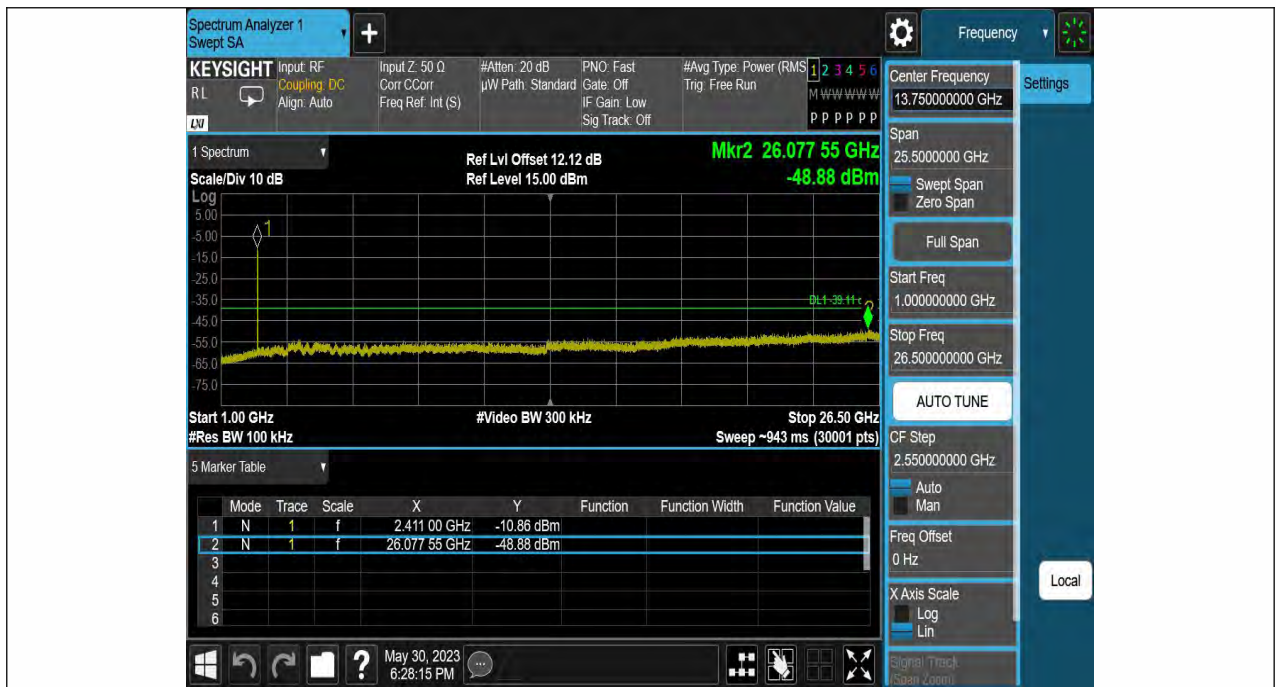 Spectrum Analyzer 1
Swept SA
+
Frequency
KEYSIGHT
RL
LXI
Input: RF
Coupling: DC
Align: Auto
Input Z: 50 Ω
Corr CCorr
Freq Ref: Int (S)
#Atten: 20 dB
µW Path: Standard
PNO: Fast
Gate: Off
IF Gain: Low
Sig Track: Off
#Avg Type: Power (RMS
Trig: Free Run
1 2 3 4 5 6
M W W W W W
P P P P P P
1 Spectrum
Ref Lvl Offset 12.12 dB
Mkr2 26.077 55 GHz
Scale/Div 10 dB
Ref Level 15.00 dBm
-48.88 dBm
Log
5.00
-5.00
-15.0
-25.0
-35.0
-45.0
-55.0
-65.0
-75.0
1
DL1 -39.11
2
Start 1.00 GHz
#Video BW 300 kHz
Stop 26.50 GHz
#Res BW 100 kHz
Sweep ~943 ms (30001 pts)
5 Marker Table
Mode Trace Scale X Y Function Function Width Function Value
1 N 1 f 2.411 00 GHz -10.86 dBm
2 N 1 f 26.077 55 GHz -48.88 dBm
3
4
5
6
May 30, 2023
6:28:15 PM
Center Frequency
13.750000000 GHz
Settings
Span
25.5000000 GHz
Swept Span
Zero Span
Full Span
Start Freq
1.000000000 GHz
Stop Freq
26.500000000 GHz
AUTO TUNE
CF Step
2.550000000 GHz
Auto
Man
Freq Offset
0 Hz
X Axis Scale
Log
Lin
Signal Track
(Span Zoom)
Local